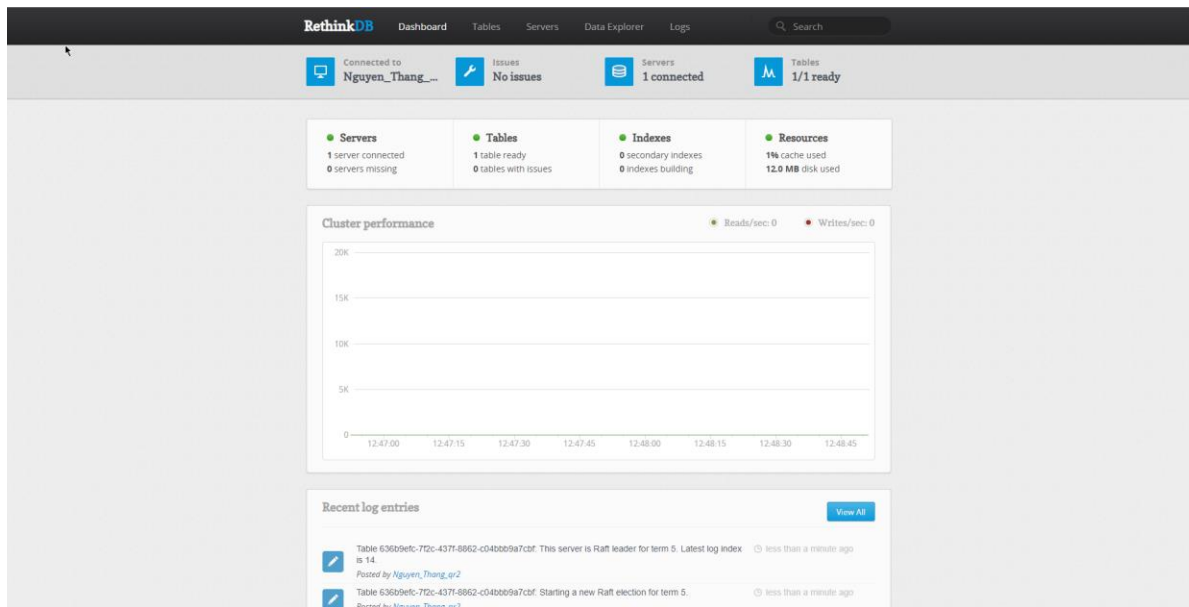 RethinkDB Dashboard Tables Servers Data Explorer Logs Search
Connected to
Nguyen_Thang_...
Issues
No issues
Servers
1 connected
Tables
1/1 ready
Servers
1 server connected
0 servers missing
Tables
1 table ready
0 tables with issues
Indexes
0 secondary indexes
0 indexes building
Resources
1% cache used
12.0 MB disk used
Cluster performance
Reads/sec: 0
Writes/sec: 0
20K
15K
10K
5K
0
12:47:00 12:47:15 12:47:30 12:47:45 12:48:00 12:48:15 12:48:30 12:48:45
Recent log entries
View All
Table 636b9efc-7f2c-437f-8862-c04bbb9a7cbf: This server is Raft leader for term 5. Latest log index
is 14.
less than a minute ago
Posted by Nguyen_Thang_qr2
Table 636b9efc-7f2c-437f-8862-c04bbb9a7cbf: Starting a new Raft election for term 5.
less than a minute ago
Posted by Nguyen_Thang_qr2